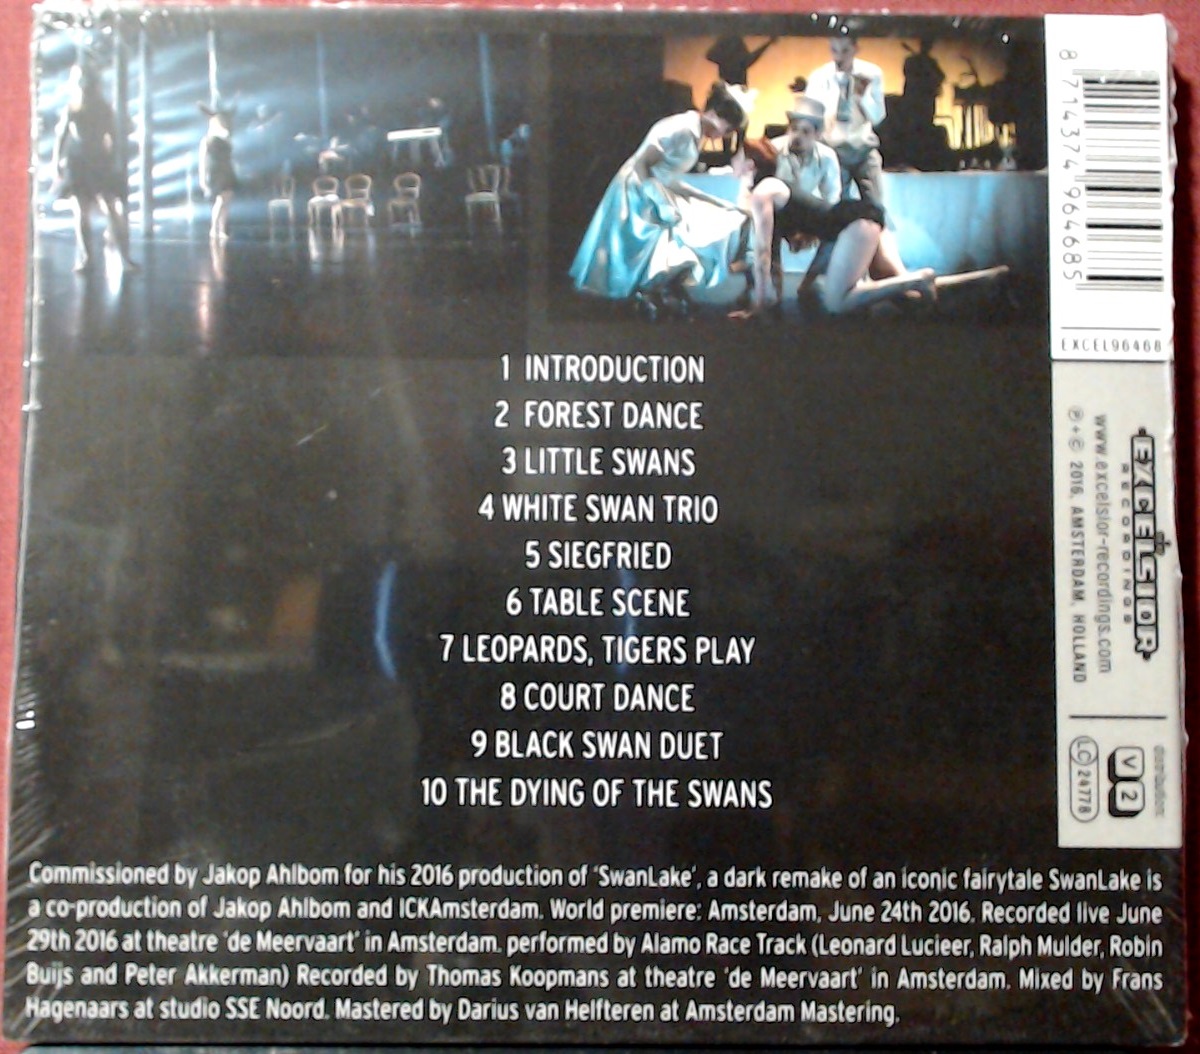 1 INTRODUCTION
2 FOREST DANCE
3 LITTLE SWANS
4 WHITE SWAN TRIO
5 SIEGFRIED
6 TABLE SCENE
7 LEOPARDS, TIGERS PLAY
8 COURT DANCE
9 BLACK SWAN DUET
10 THE DYING OF THE SWANS
Commissioned by Jakop Ahlbom for his 2016 production of 'SwanLake', a dark remake of an iconic fairytale SwanLake is
a co-production of Jakop Ahlbom and ICKAmsterdam. World premiere: Amsterdam, June 24th 2016. Recorded live June
29th 2016 at theatre 'de Meervaart' in Amsterdam. performed by Alamo Race Track (Leonard Lucieer, Ralph Mulder, Robin
Buijs and Peter Akkerman) Recorded by Thomas Koopmans at theatre 'de Meervaart' in Amsterdam. Mixed by Frans
Hagenaars at studio SSE Noord. Mastered by Darius van Helfteren at Amsterdam Mastering.
8 714374 964685
EXCEL96468
EXCELSIOR
RECORDINGS
www.excelsior-recordings.com
℗+© 2016, AMSTERDAM, HOLLAND
distribution:
V2
LC 24778